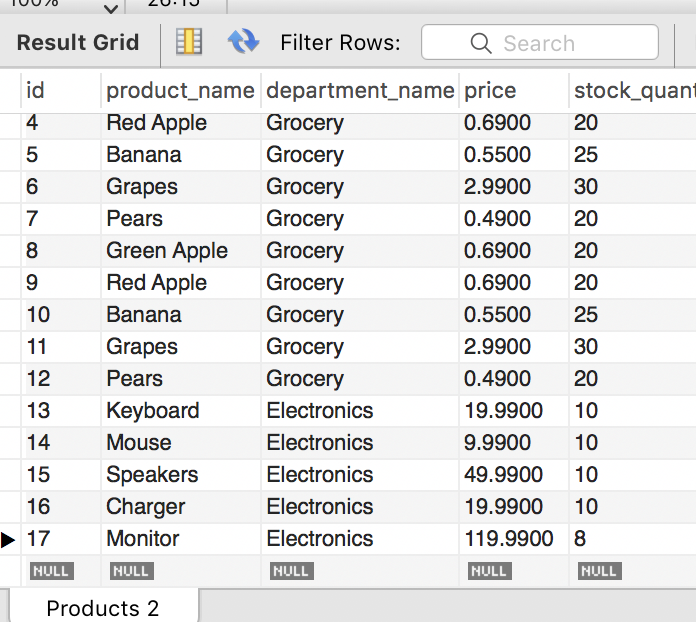 100% 26:15
Result Grid Filter Rows: Search
id product_name department_name price stock_quant
4 Red Apple Grocery 0.6900 20
5 Banana Grocery 0.5500 25
6 Grapes Grocery 2.9900 30
7 Pears Grocery 0.4900 20
8 Green Apple Grocery 0.6900 20
9 Red Apple Grocery 0.6900 20
10 Banana Grocery 0.5500 25
11 Grapes Grocery 2.9900 30
12 Pears Grocery 0.4900 20
13 Keyboard Electronics 19.9900 10
14 Mouse Electronics 9.9900 10
15 Speakers Electronics 49.9900 10
16 Charger Electronics 19.9900 10
17 Monitor Electronics 119.9900 8
NULL NULL NULL NULL NULL
Products 2